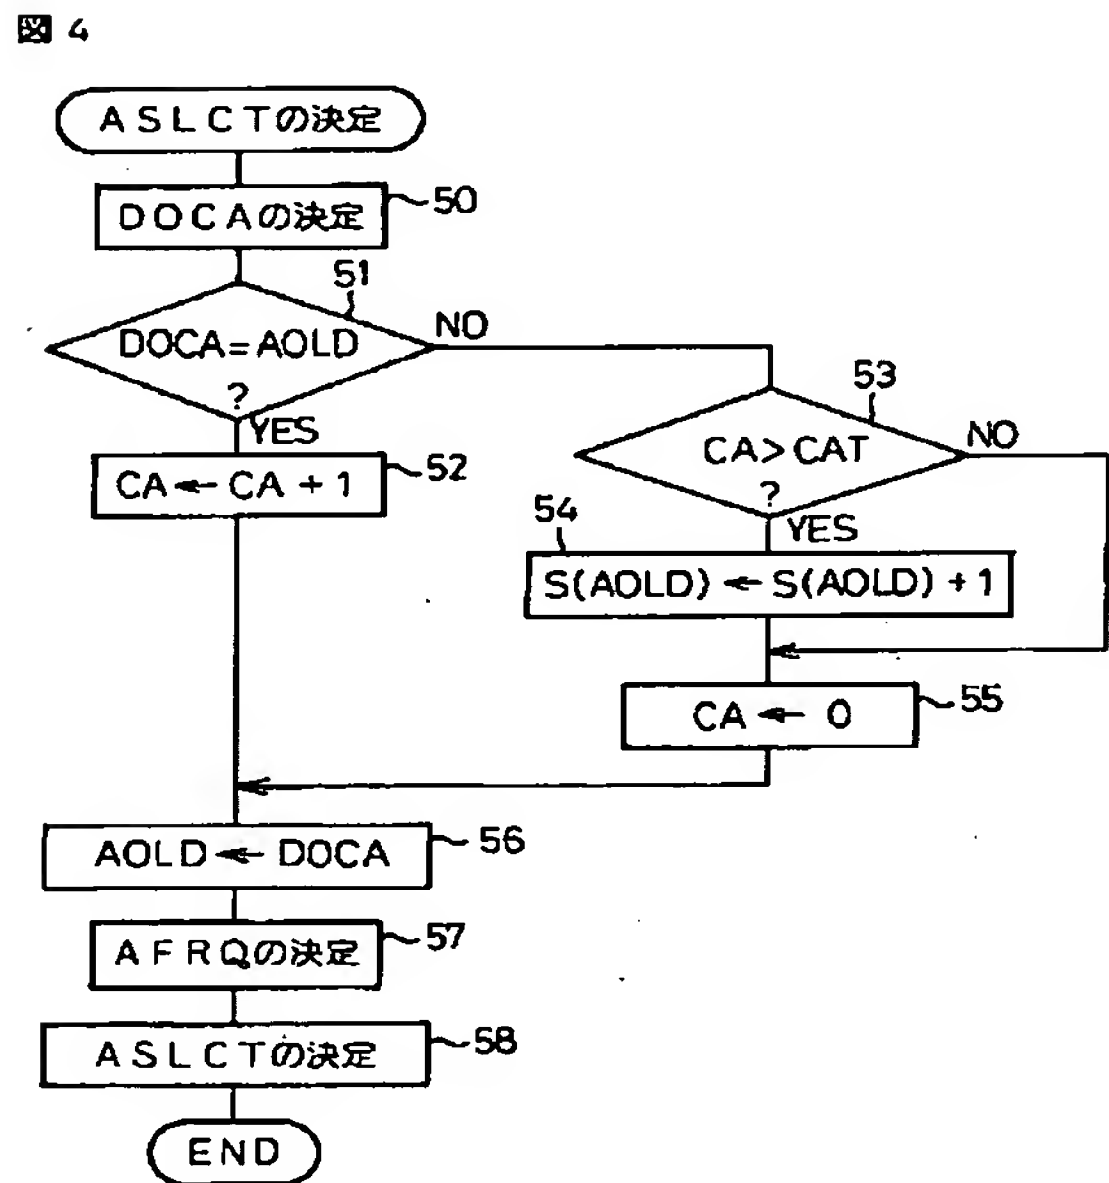 図 4
ASLCTの決定
DOCAの決定
50
51
DOCA=AOLD
?
NO
YES
CA←CA+1
52
53
CA>CAT
?
NO
YES
54
S(AOLD)←S(AOLD)+1
CA←0
55
AOLD←DOCA
56
AFRQの決定
57
ASLCTの決定
58
END